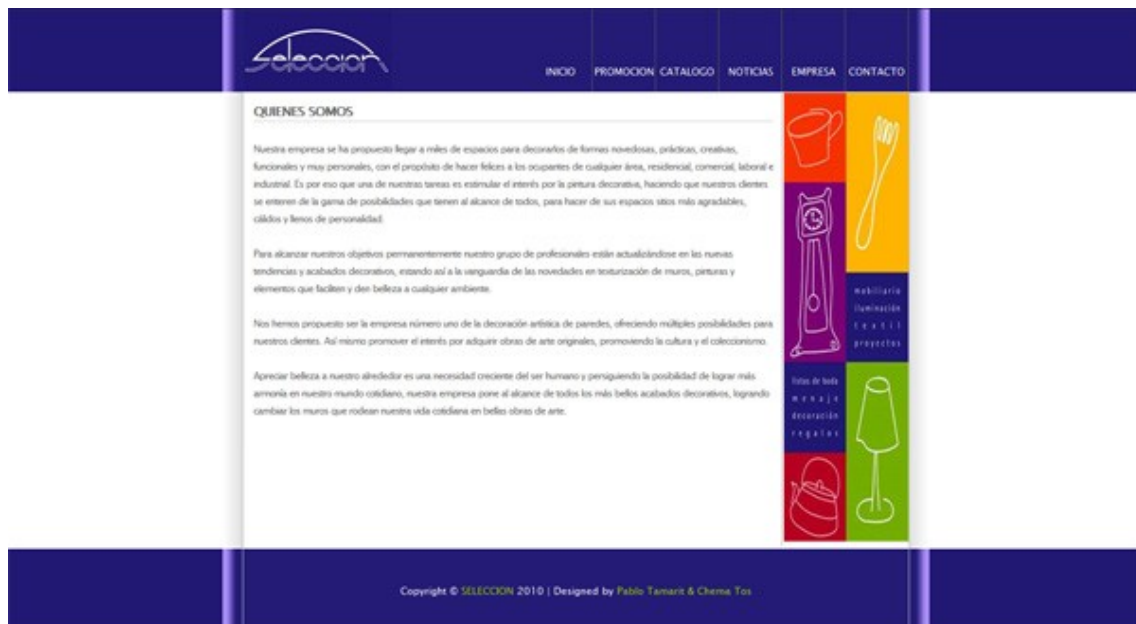 Seleccion
INICIO PROMOCION CATALOGO NOTICIAS EMPRESA CONTACTO
QUIENES SOMOS
Nuestra empresa se ha propuesto llegar a miles de espacios para decorarlos de formas novedosas, prácticas, creativas,
funcionales y muy personales, con el propósito de hacer felices a los ocupantes de cualquier área, residencial, comercial, laboral e
industrial. Es por eso que una de nuestras tareas es estimular el interés por la pintura decorativa, haciendo que nuestros clientes
se enteren de la gama de posibilidades que tienen al alcance de todos, para hacer de sus espacios sitios más agradables,
cálidos y llenos de personalidad.
Para alcanzar nuestros objetivos permanentemente nuestro grupo de profesionales están actualizándose en las nuevas
tendencias y acabados decorativos, estando así a la vanguardia de las novedades en texturización de muros, pinturas y
elementos que faciliten y den belleza a cualquier ambiente.
Nos hemos propuesto ser la empresa número uno de la decoración artística de paredes, ofreciendo múltiples posibilidades para
nuestros clientes. Así mismo promover el interés por adquirir obras de arte originales, promoviendo la cultura y el coleccionismo.
Apreciar belleza a nuestro alrededor es una necesidad creciente del ser humano y persiguiendo la posibilidad de lograr más
armonía en nuestro mundo cotidiano, nuestra empresa pone al alcance de todos los más bellos acabados decorativos, logrando
cambiar los muros que rodean nuestra vida cotidiana en bellas obras de arte.
mobiliario
iluminación
textil
proyectos
listas de boda
menaje
decoración
regalos
Copyright © SELECCION 2010 | Designed by Pablo Tamarit & Chema Tos